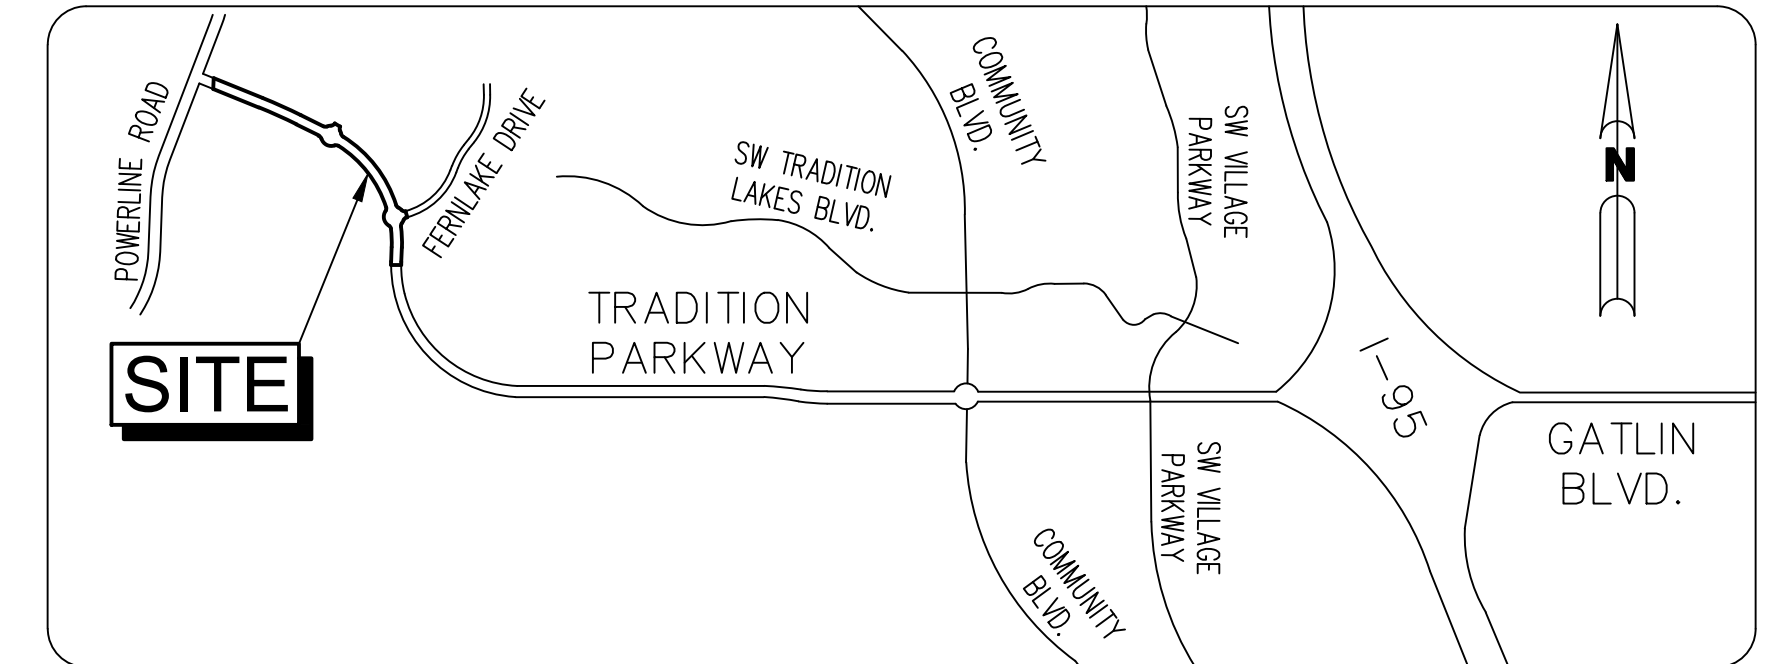 POWERLINE ROAD
FERNLAKE DRIVE
SW TRADITION
LAKES BLVD.
COMMUNITY
BLVD.
SW VILLAGE
PARKWAY
N
TRADITION
PARKWAY
SITE
I-95
GATLIN
BLVD.
SW VILLAGE
PARKWAY
COMMUNITY
BLVD.